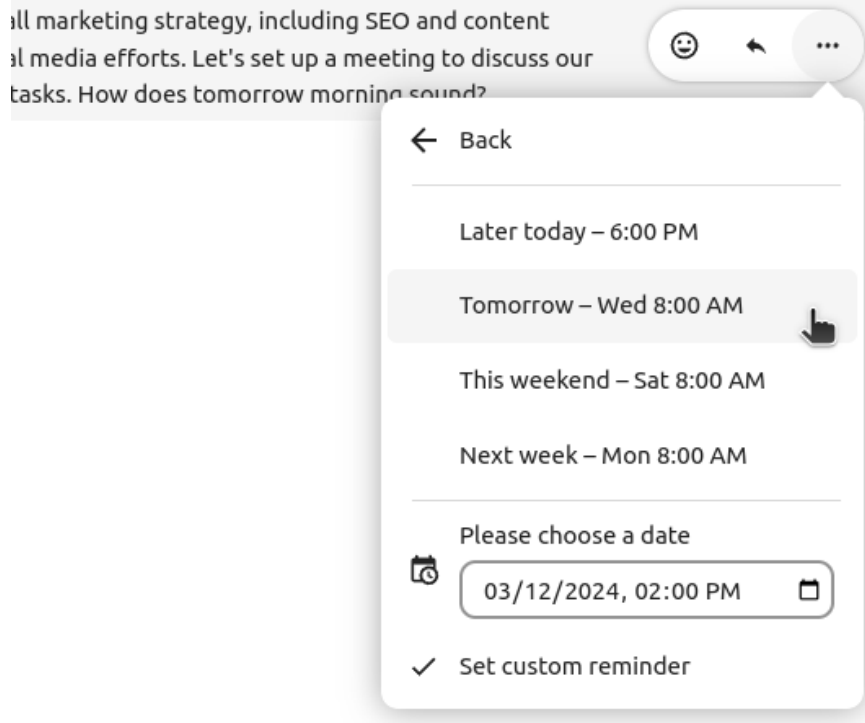 all marketing strategy, including SEO and content
al media efforts. Let's set up a meeting to discuss our
tasks. How does tomorrow morning sound?
Back
Later today – 6:00 PM
Tomorrow – Wed 8:00 AM
This weekend – Sat 8:00 AM
Next week – Mon 8:00 AM
Please choose a date
03/12/2024, 02:00 PM
Set custom reminder